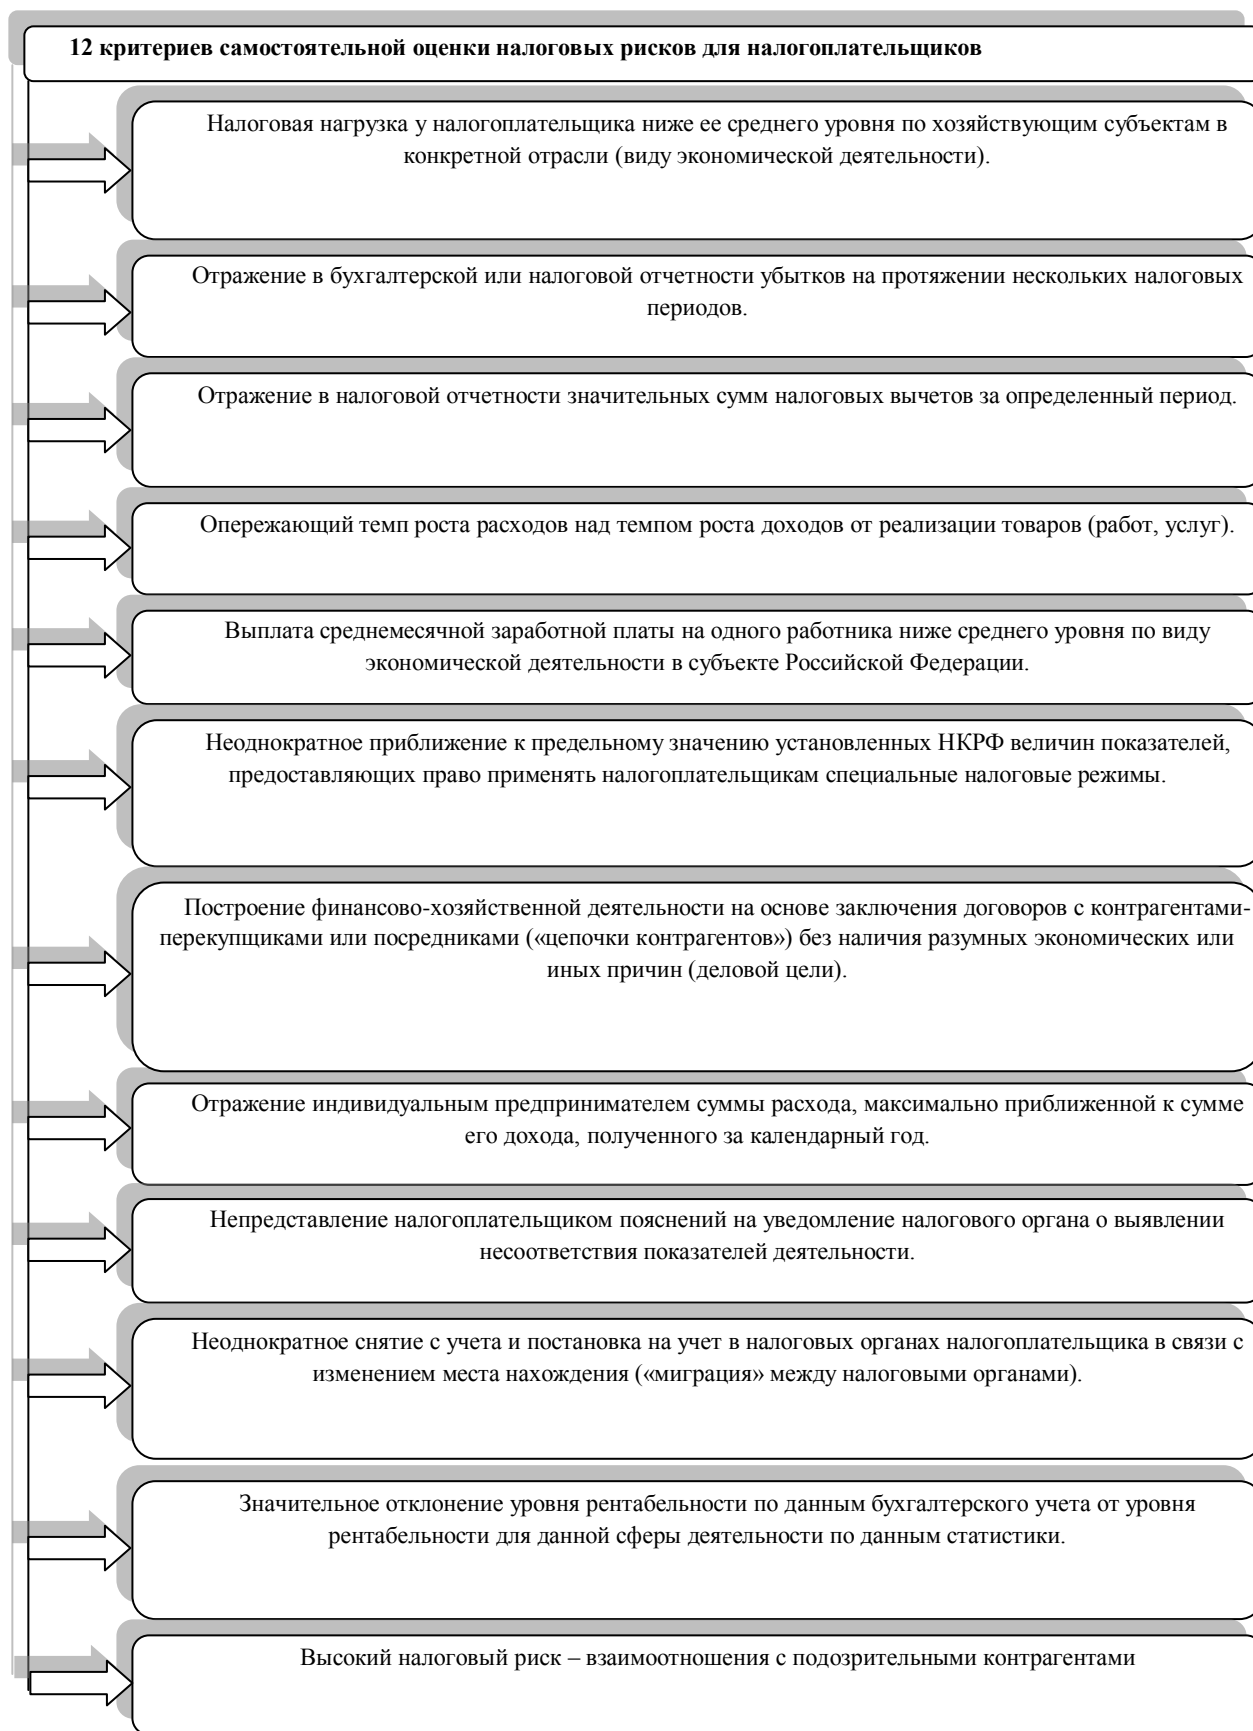 12 критериев самостоятельной оценки налоговых рисков для налогоплательщиков
Налоговая нагрузка у налогоплательщика ниже ее среднего уровня по хозяйствующим субъектам в
конкретной отрасли (виду экономической деятельности).
Отражение в бухгалтерской или налоговой отчетности убытков на протяжении нескольких налоговых
периодов.
Отражение в налоговой отчетности значительных сумм налоговых вычетов за определенный период.
Опережающий темп роста расходов над темпом роста доходов от реализации товаров (работ, услуг).
Выплата среднемесячной заработной платы на одного работника ниже среднего уровня по виду
экономической деятельности в субъекте Российской Федерации.
Неоднократное приближение к предельному значению установленных НКРФ величин показателей,
предоставляющих право применять налогоплательщикам специальные налоговые режимы.
Построение финансово-хозяйственной деятельности на основе заключения договоров с контрагентами-
перекупщиками или посредниками («цепочки контрагентов») без наличия разумных экономических или
иных причин (деловой цели).
Отражение индивидуальным предпринимателем суммы расхода, максимально приближенной к сумме
его дохода, полученного за календарный год.
Непредставление налогоплательщиком пояснений на уведомление налогового органа о выявлении
несоответствия показателей деятельности.
Неоднократное снятие с учета и постановка на учет в налоговых органах налогоплательщика в связи с
изменением места нахождения («миграция» между налоговыми органами).
Значительное отклонение уровня рентабельности по данным бухгалтерского учета от уровня
рентабельности для данной сферы деятельности по данным статистики.
Высокий налоговый риск – взаимоотношения с подозрительными контрагентами